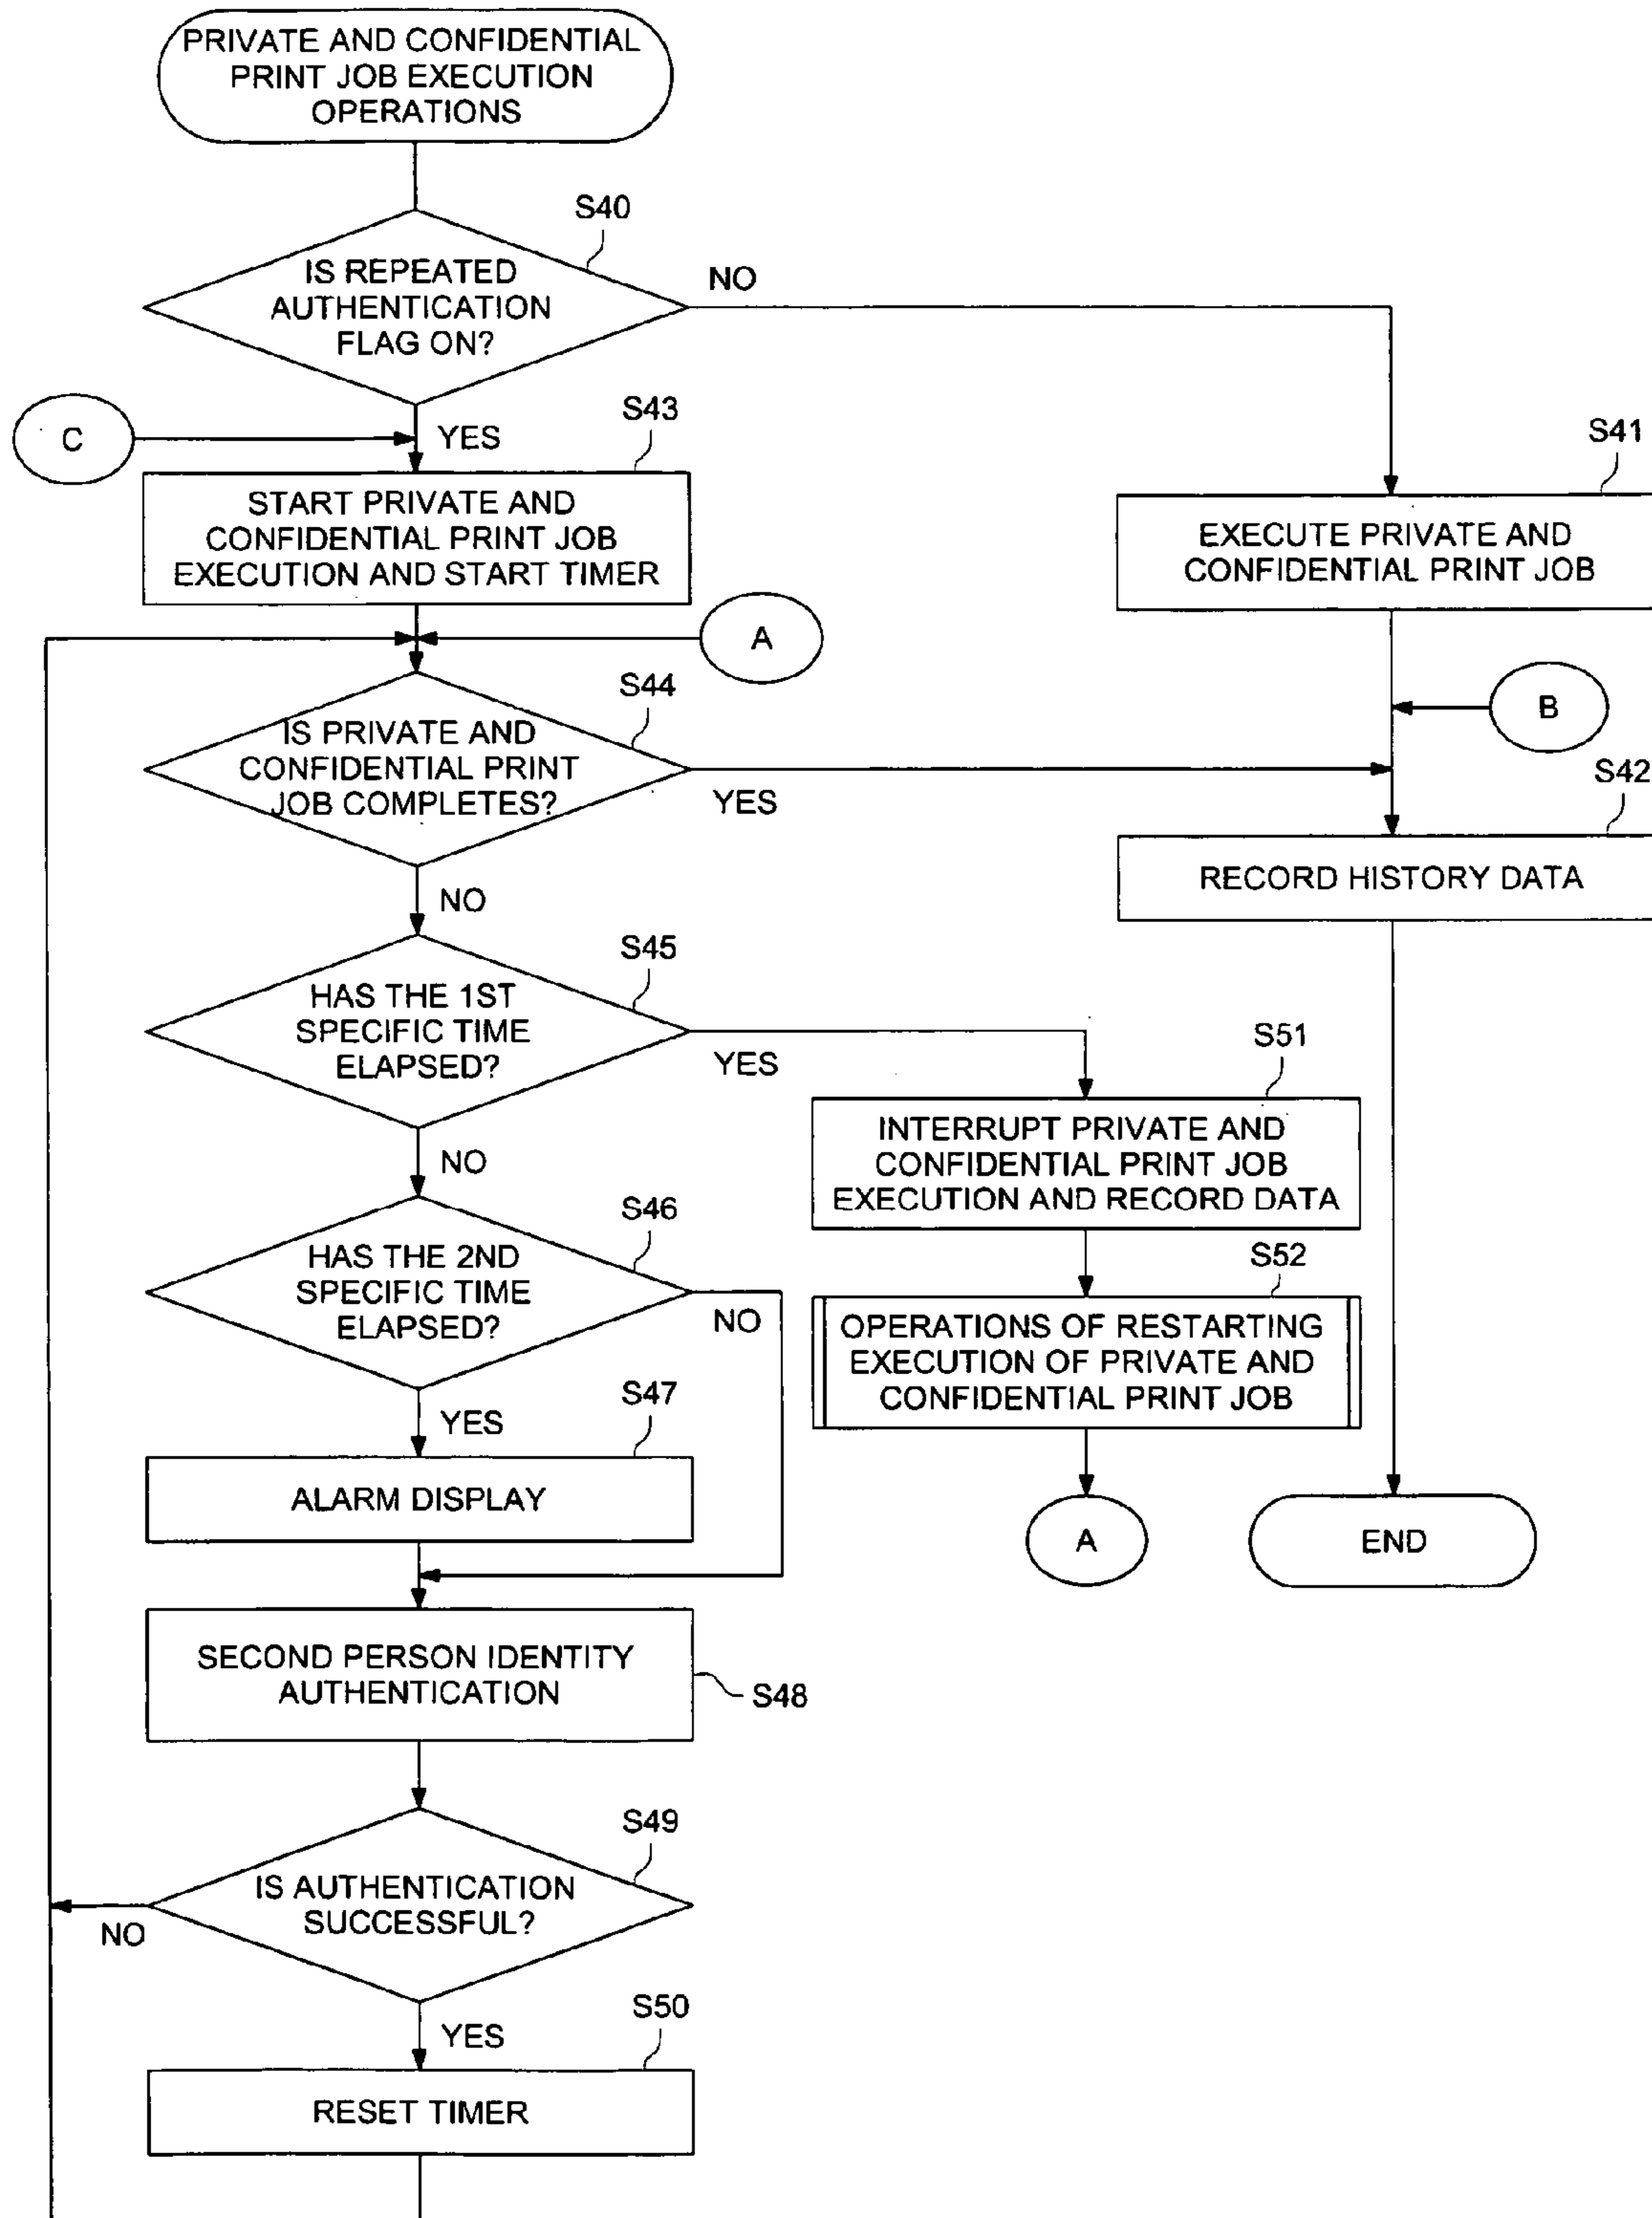 PRIVATE AND CONFIDENTIAL
PRINT JOB EXECUTION
OPERATIONS
S40
IS REPEATED
AUTHENTICATION
FLAG ON?
NO
C
YES
S43
START PRIVATE AND
CONFIDENTIAL PRINT JOB
EXECUTION AND START TIMER
S41
EXECUTE PRIVATE AND
CONFIDENTIAL PRINT JOB
A
B
S44
IS PRIVATE AND
CONFIDENTIAL PRINT
JOB COMPLETES?
YES
S42
RECORD HISTORY DATA
NO
S45
HAS THE 1ST
SPECIFIC TIME
ELAPSED?
YES
S51
INTERRUPT PRIVATE AND
CONFIDENTIAL PRINT JOB
EXECUTION AND RECORD DATA
NO
S46
HAS THE 2ND
SPECIFIC TIME
ELAPSED?
NO
S52
OPERATIONS OF RESTARTING
EXECUTION OF PRIVATE AND
CONFIDENTIAL PRINT JOB
YES
S47
ALARM DISPLAY
A
END
SECOND PERSON IDENTITY
AUTHENTICATION
S48
S49
IS AUTHENTICATION
SUCCESSFUL?
NO
YES
S50
RESET TIMER